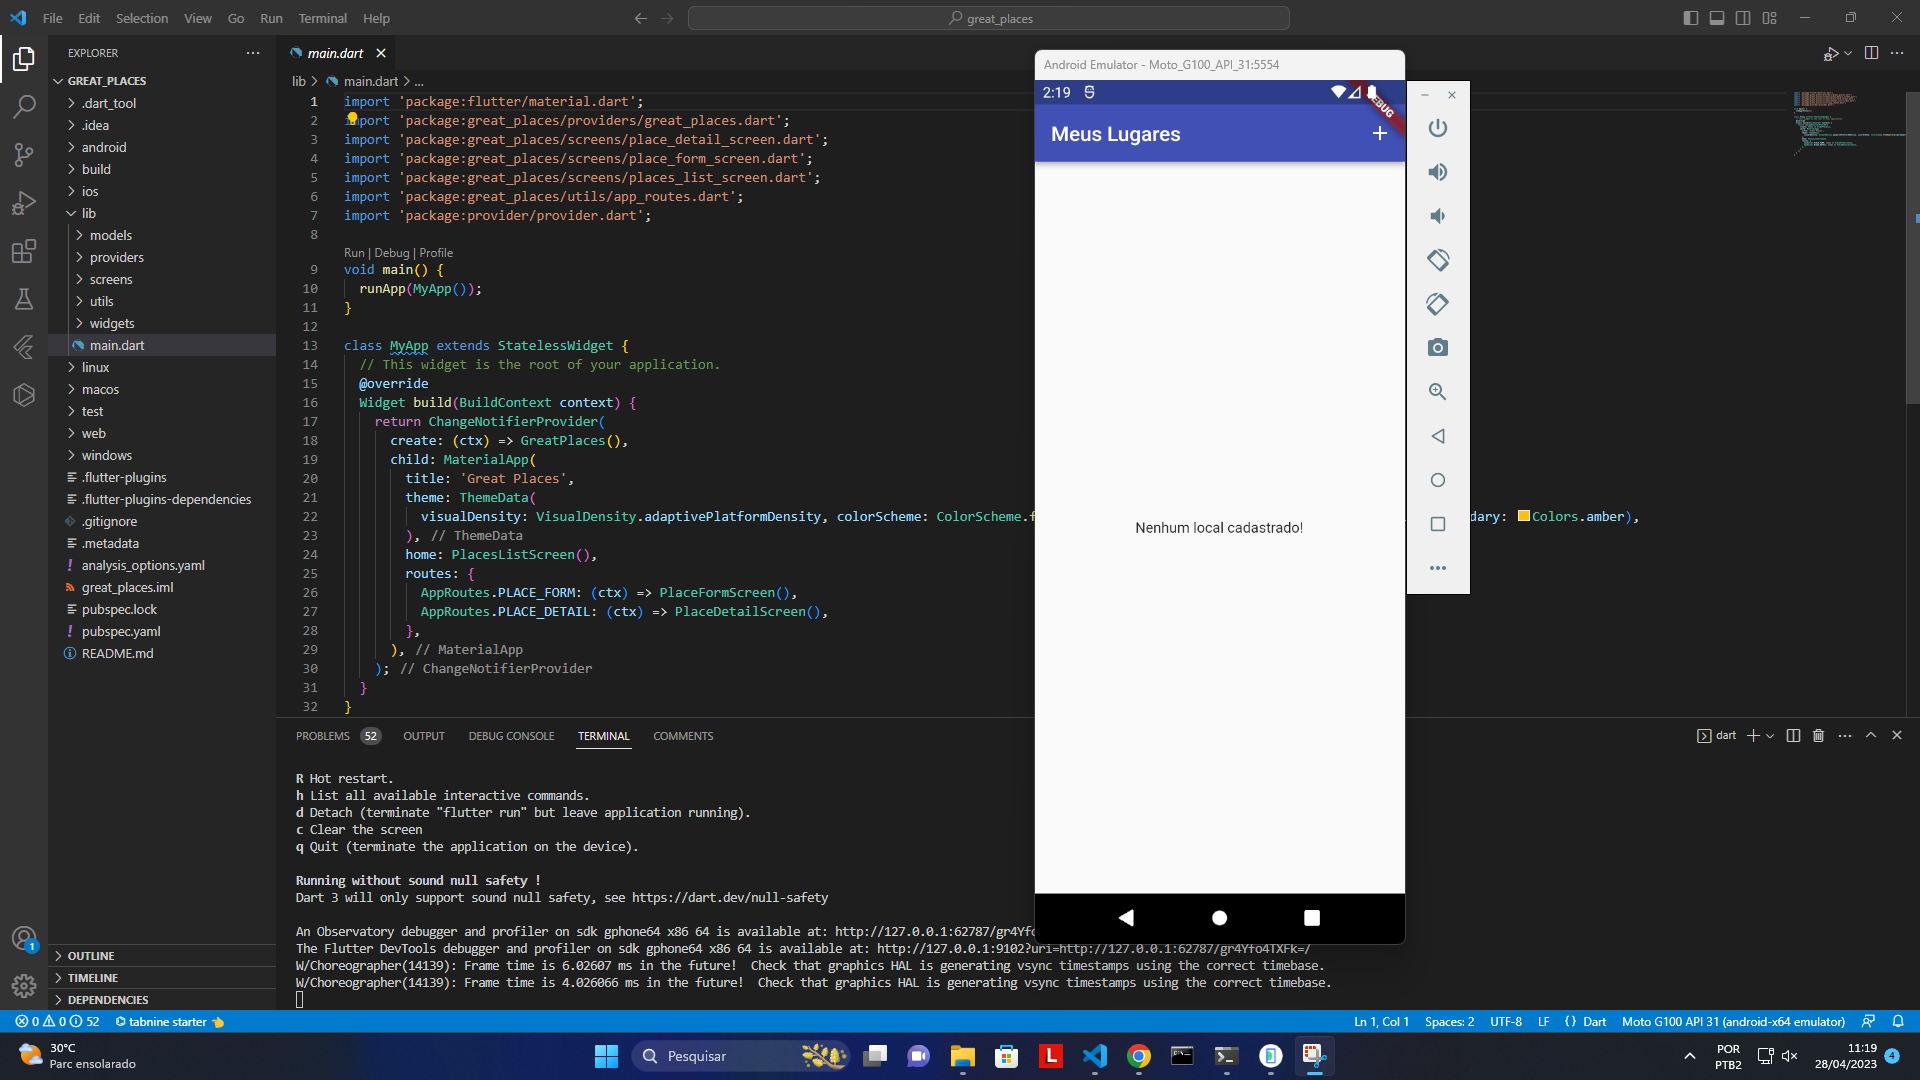 File Edit Selection View Go Run Terminal Help
great_places
EXPLORER
GREAT_PLACES
.dart_tool
.idea
android
build
ios
lib
models
providers
screens
utils
widgets
main.dart
linux
macos
test
web
windows
.flutter-plugins
.flutter-plugins-dependencies
.gitignore
.metadata
analysis_options.yaml
great_places.iml
pubspec.lock
pubspec.yaml
README.md
OUTLINE
TIMELINE
DEPENDENCIES
main.dart
lib > main.dart > ...
1 import 'package:flutter/material.dart';
2 import 'package:great_places/providers/great_places.dart';
3 import 'package:great_places/screens/place_detail_screen.dart';
4 import 'package:great_places/screens/place_form_screen.dart';
5 import 'package:great_places/screens/places_list_screen.dart';
6 import 'package:great_places/utils/app_routes.dart';
7 import 'package:provider/provider.dart';
8
Run | Debug | Profile
9 void main() {
10 runApp(MyApp());
11 }
12
13 class MyApp extends StatelessWidget {
14 // This widget is the root of your application.
15 @override
16 Widget build(BuildContext context) {
17 return ChangeNotifierProvider(
18 create: (ctx) => GreatPlaces(),
19 child: MaterialApp(
20 title: 'Great Places',
21 theme: ThemeData(
22 visualDensity: VisualDensity.adaptivePlatformDensity, colorScheme: ColorScheme. dary: Colors.amber),
23 ), // ThemeData
24 home: PlacesListScreen(),
25 routes: {
26 AppRoutes.PLACE_FORM: (ctx) => PlaceFormScreen(),
27 AppRoutes.PLACE_DETAIL: (ctx) => PlaceDetailScreen(),
28 },
29 ), // MaterialApp
30 ); // ChangeNotifierProvider
31 }
32 }
Android Emulator - Moto_G100_API_31:5554
2:19
DEBUG
Meus Lugares
Nenhum local cadastrado!
PROBLEMS 52 OUTPUT DEBUG CONSOLE TERMINAL COMMENTS
dart
R Hot restart.
h List all available interactive commands.
d Detach (terminate "flutter run" but leave application running).
c Clear the screen
q Quit (terminate the application on the device).
Running without sound null safety !
Dart 3 will only support sound null safety, see https://dart.dev/null-safety
An Observatory debugger and profiler on sdk gphone64 x86 64 is available at: http://127.0.0.1:62787/gr4Yfo
The Flutter DevTools debugger and profiler on sdk gphone64 x86 64 is available at: http://127.0.0.1:9102?uri=http://127.0.0.1:62787/gr4Yfo4TXFk=/
W/Choreographer(14139): Frame time is 6.02607 ms in the future! Check that graphics HAL is generating vsync timestamps using the correct timebase.
W/Choreographer(14139): Frame time is 4.026066 ms in the future! Check that graphics HAL is generating vsync timestamps using the correct timebase.
1
0 0 52 tabnine starter
Ln 1, Col 1 Spaces: 2 UTF-8 LF {} Dart Moto G100 API 31 (android-x64 emulator)
30°C
Parc ensolarado
Pesquisar
L
POR
PTB2
11:19
28/04/2023
4